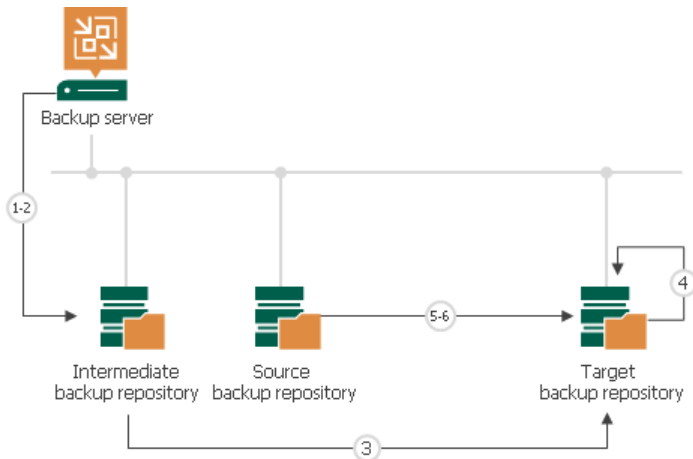 Backup server
1-2
4
5-6
Intermediate
backup repository
Source
backup repository
Target
backup repository
3